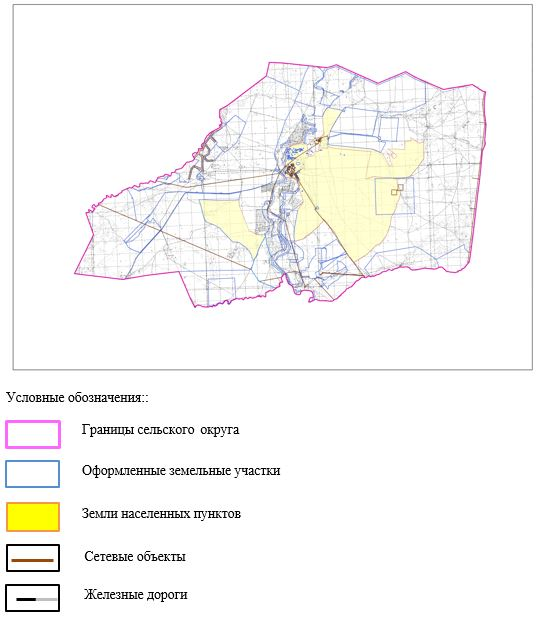 Условные обозначения::
Границы сельского округа
Оформленные земельные участки
Земли населенных пунктов
Сетевые объекты
Железные дороги